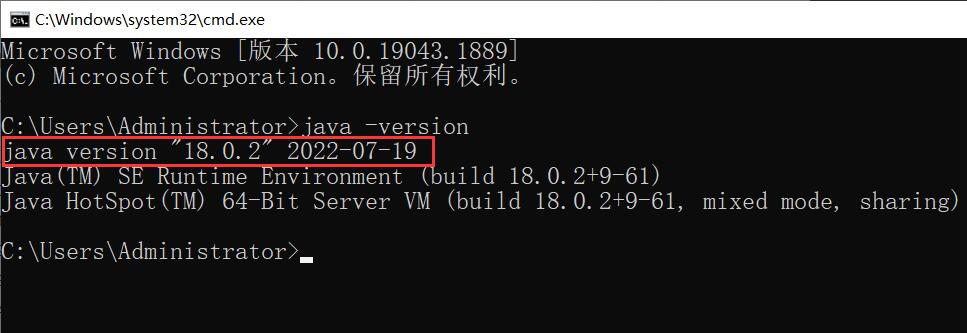 C:\Windows\system32\cmd.exe
Microsoft Windows [版本 10.0.19043.1889]
(c) Microsoft Corporation。保留所有权利。
C:\Users\Administrator>java -version
java version "18.0.2" 2022-07-19
Java(TM) SE Runtime Environment (build 18.0.2+9-61)
Java HotSpot(TM) 64-Bit Server VM (build 18.0.2+9-61, mixed mode, sharing)
C:\Users\Administrator>